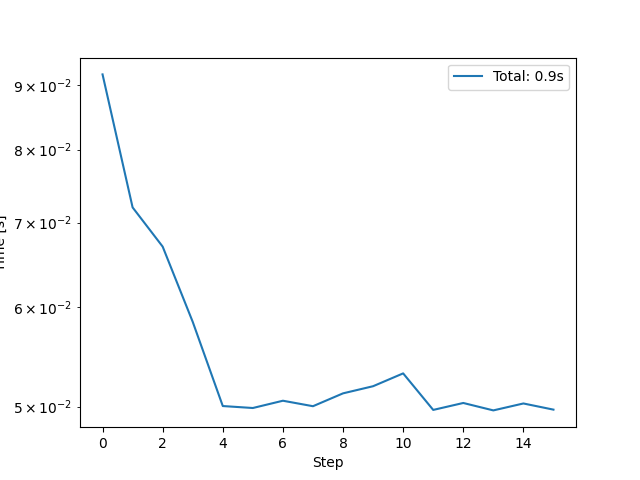 Total: 0.9s
9 × 10⁻²
8 × 10⁻²
7 × 10⁻²
6 × 10⁻²
5 × 10⁻²
Time [s]
0 2 4 6 8 10 12 14
Step